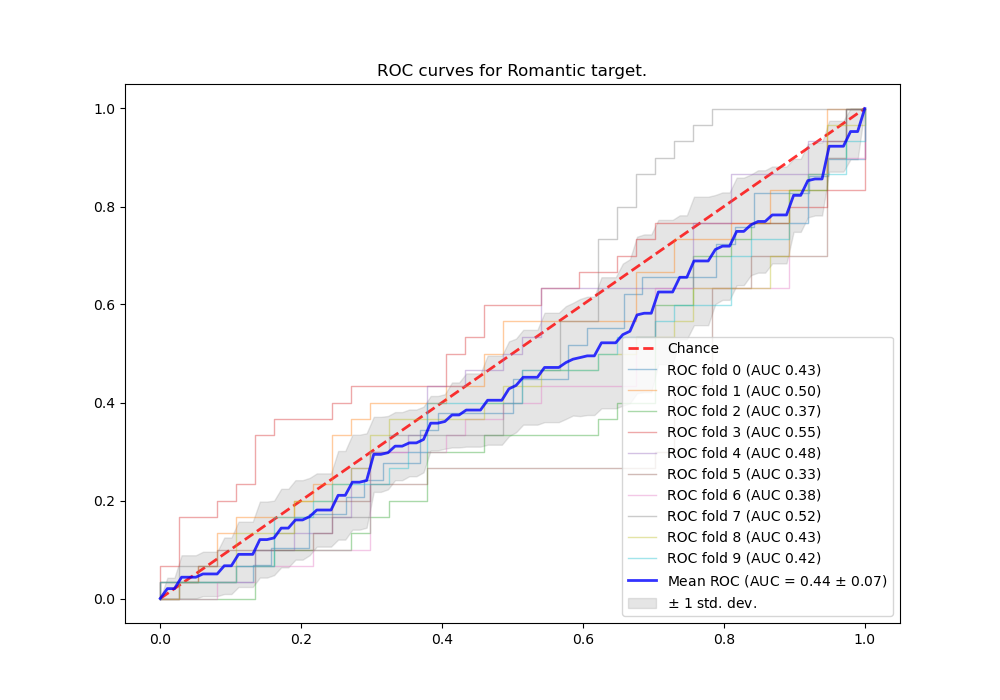 ROC curves for Romantic target.
1.0
0.8
0.6
0.4
0.2
0.0
0.0 0.2 0.4 0.6 0.8 1.0
Chance
ROC fold 0 (AUC 0.43)
ROC fold 1 (AUC 0.50)
ROC fold 2 (AUC 0.37)
ROC fold 3 (AUC 0.55)
ROC fold 4 (AUC 0.48)
ROC fold 5 (AUC 0.33)
ROC fold 6 (AUC 0.38)
ROC fold 7 (AUC 0.52)
ROC fold 8 (AUC 0.43)
ROC fold 9 (AUC 0.42)
Mean ROC (AUC = 0.44 ± 0.07)
± 1 std. dev.